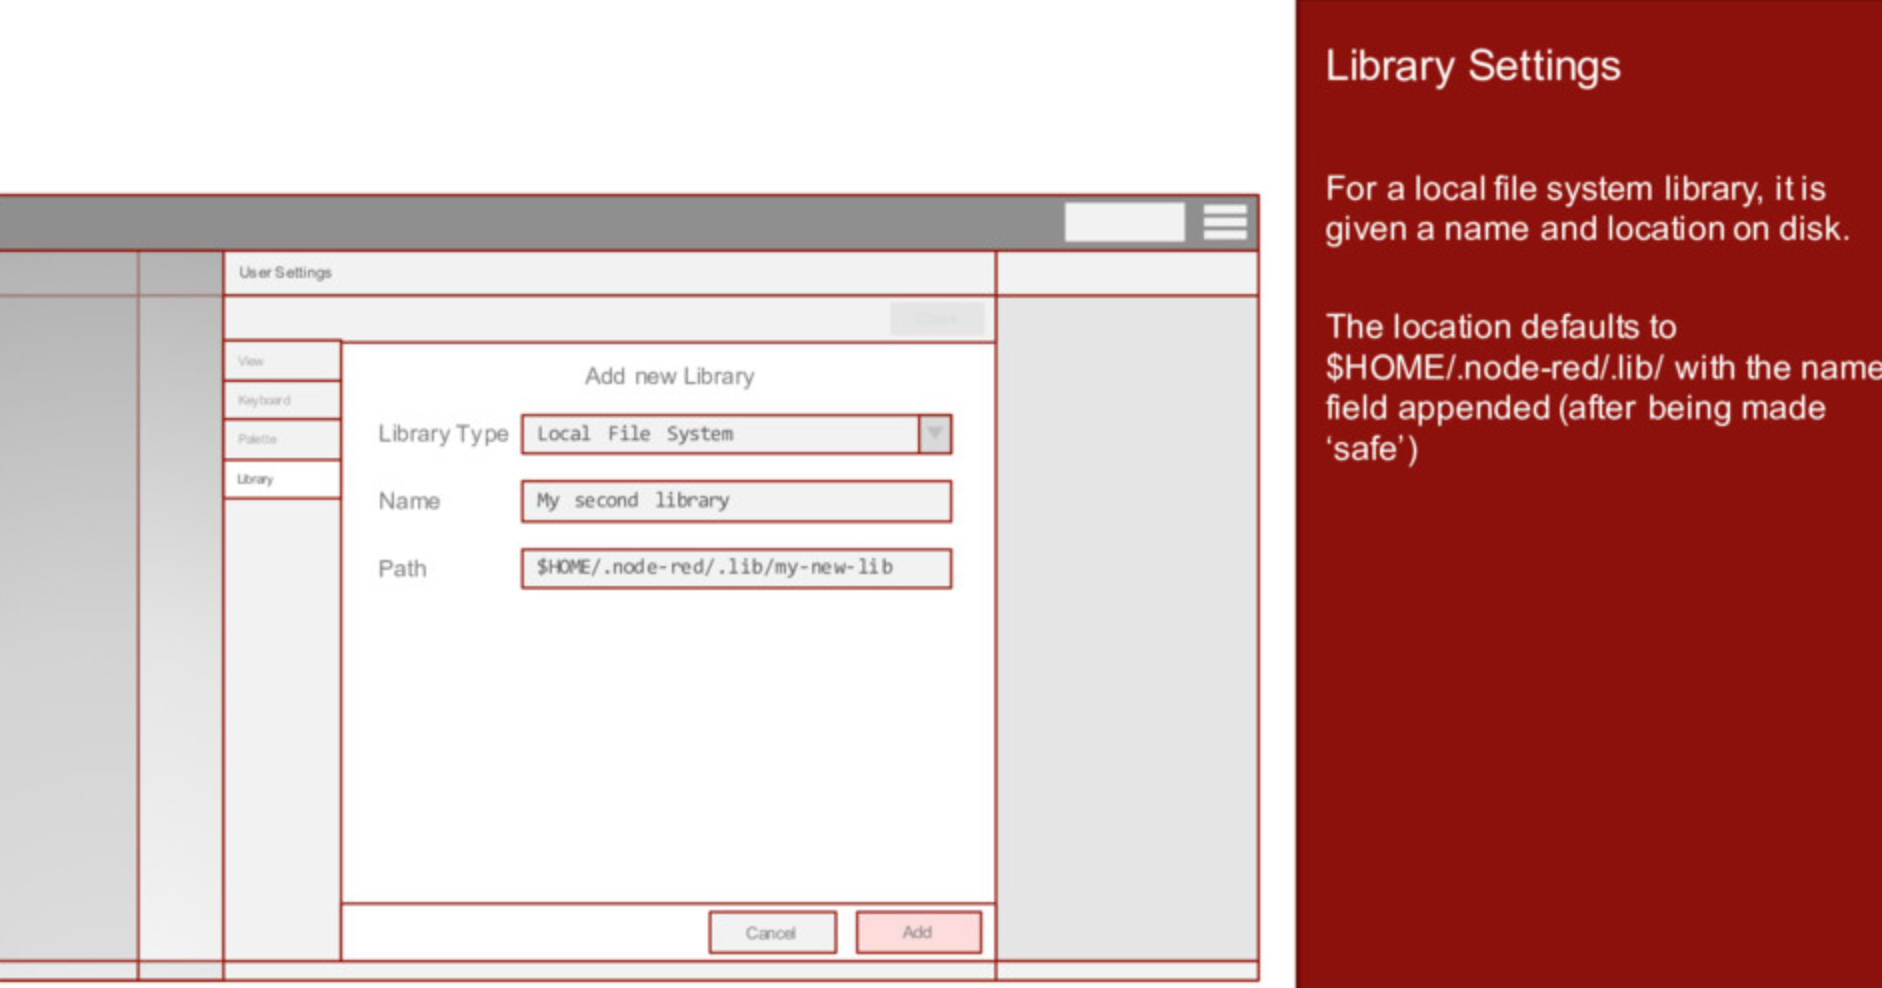 Library Settings
For a local file system library, it is
given a name and location on disk.
The location defaults to
$HOME/.node-red/.lib/ with the name
field appended (after being made
‘safe’)
User Settings
Close
View
Keyboard
Palette
Library
Add new Library
Library Type Local File System
Name My second library
Path $HOME/.node-red/.lib/my-new-lib
Cancel Add